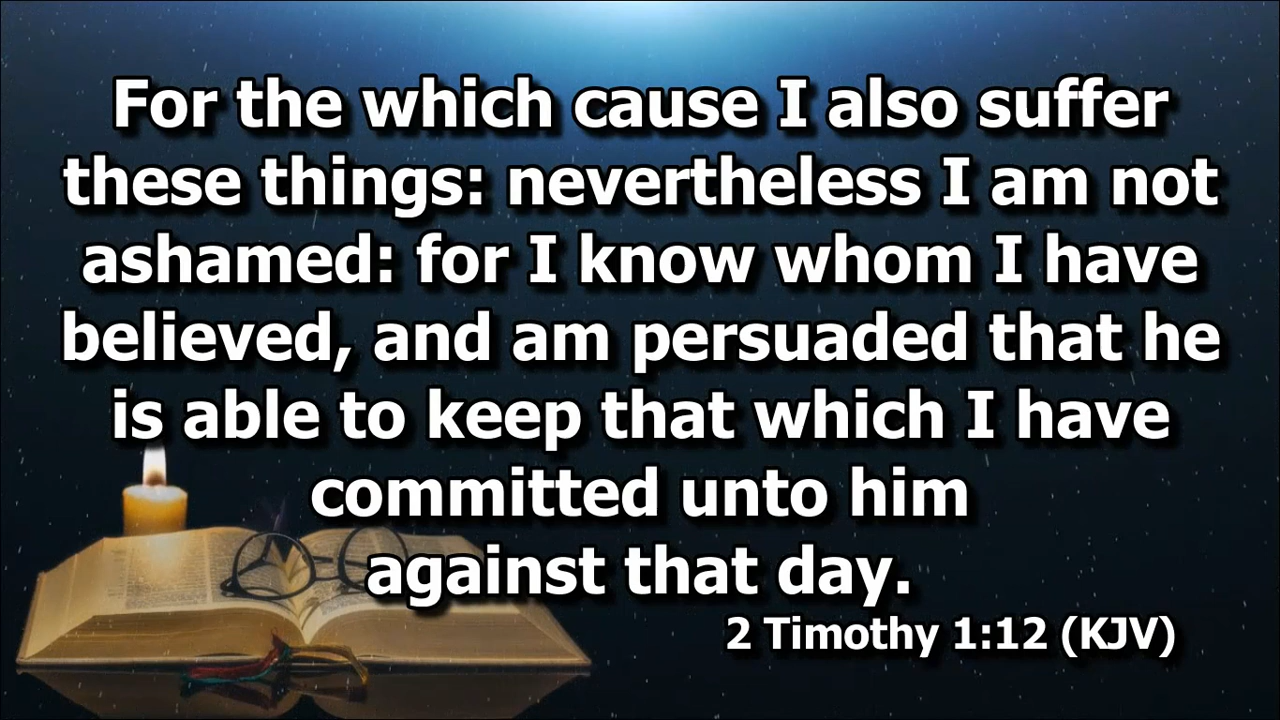 For the which cause I also suffer
these things: nevertheless I am not
ashamed: for I know whom I have
believed, and am persuaded that he
is able to keep that which I have
committed unto him
against that day.
2 Timothy 1:12 (KJV)